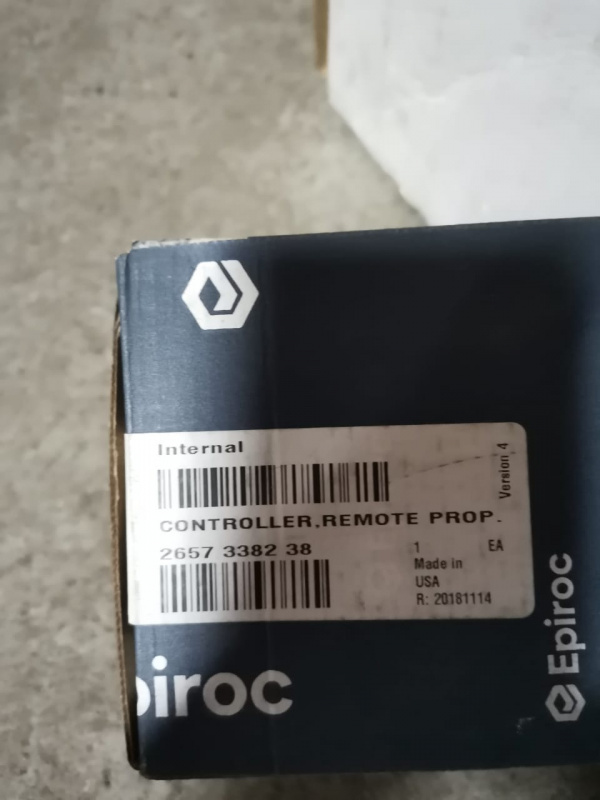 Internal
Version 4
CONTROLLER,REMOTE PROP.
2657 3382 38
1 EA
Made in
USA
R: 20181114
Epiroc
piroc